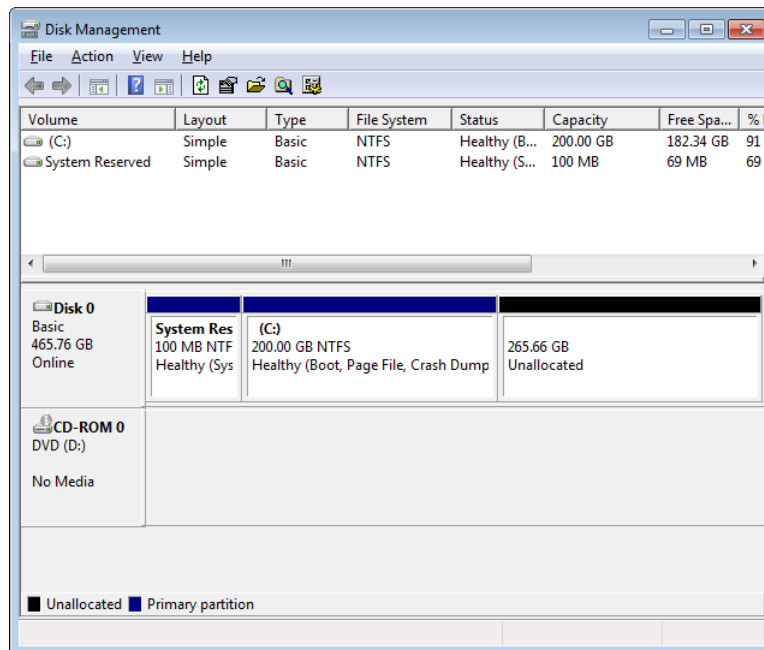 Disk Management
File Action View Help
Volume Layout Type File System Status Capacity Free Spa... %
(C:) Simple Basic NTFS Healthy (B... 200.00 GB 182.34 GB 91
System Reserved Simple Basic NTFS Healthy (S... 100 MB 69 MB 69
Disk 0
Basic
465.76 GB
Online
System Res
100 MB NTF
Healthy (Sys
(C:)
200.00 GB NTFS
Healthy (Boot, Page File, Crash Dump
265.66 GB
Unallocated
CD-ROM 0
DVD (D:)
No Media
Unallocated Primary partition